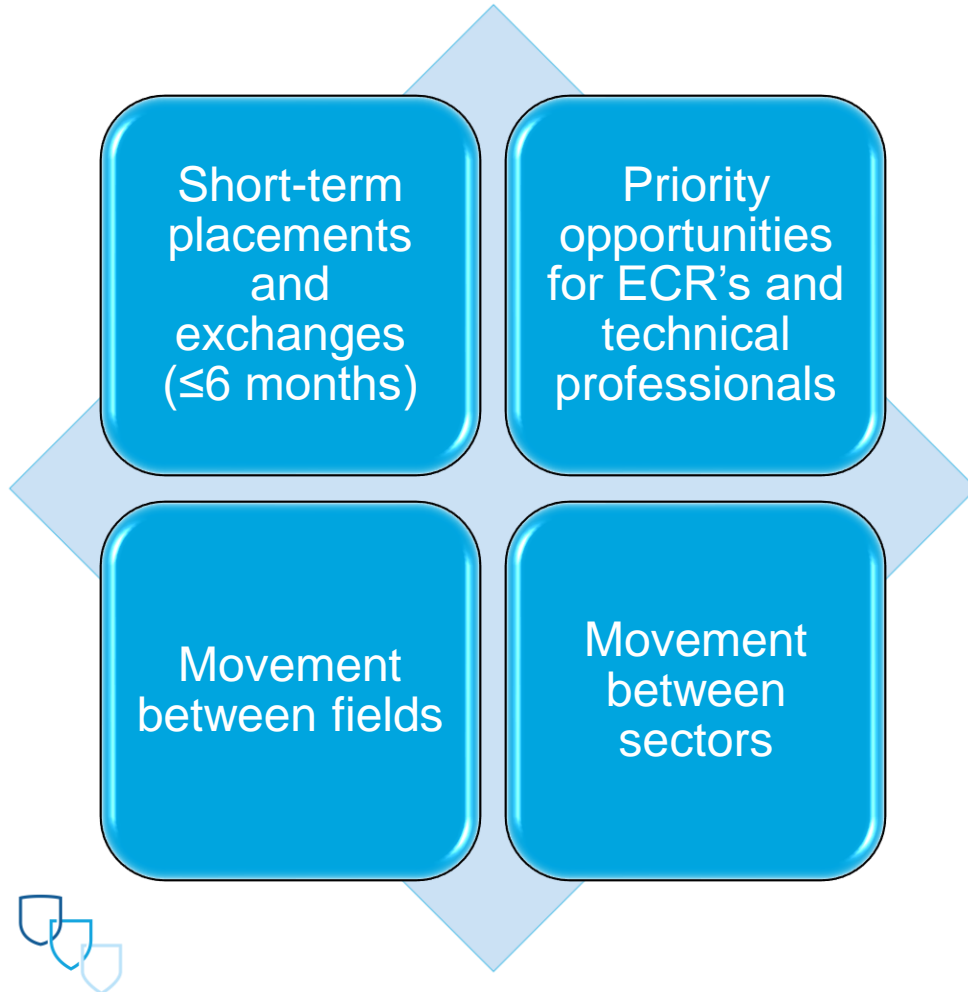 Short-term
placements
and
exchanges
(≤6 months)
Priority
opportunities
for ECR's and
technical
professionals
Movement
between fields
Movement
between
sectors